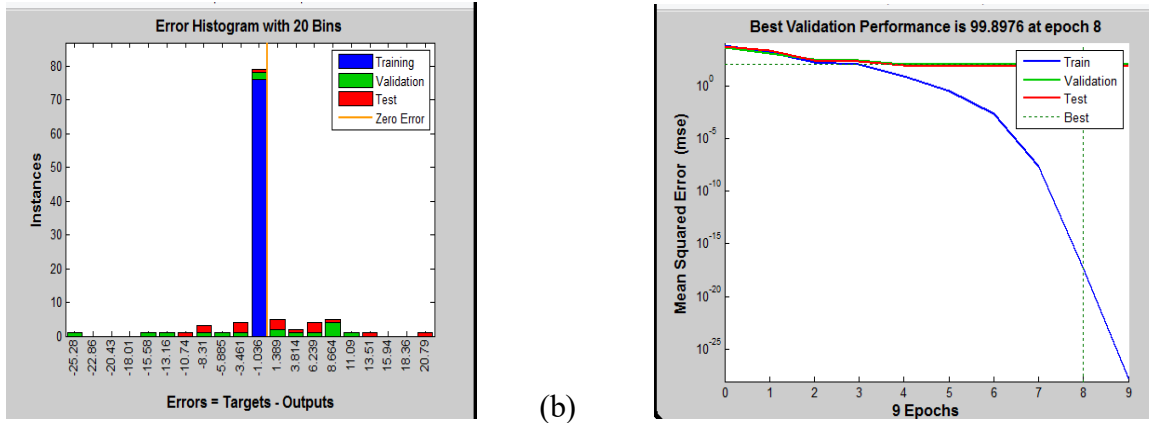 Error Histogram with 20 Bins
Training
Validation
Test
Zero Error
Instances
80
70
60
50
40
30
20
10
0
-25.28
-22.86
-20.43
-18.01
-15.58
-13.16
-10.74
-8.31
-5.885
-3.461
-1.036
1.389
3.814
6.239
8.664
11.09
13.51
15.94
18.36
20.79
Errors = Targets - Outputs
(b)
Best Validation Performance is 99.8976 at epoch 8
Train
Validation
Test
Best
Mean Squared Error (mse)
10^0
10^-5
10^-10
10^-15
10^-20
10^-25
0 1 2 3 4 5 6 7 8 9
9 Epochs